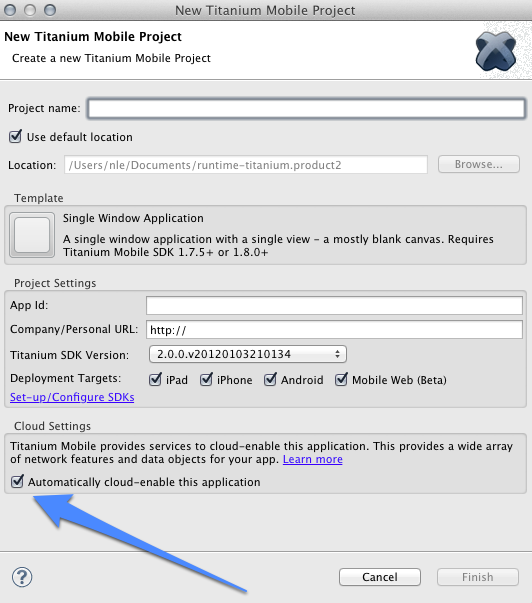 New Titanium Mobile Project
New Titanium Mobile Project
Create a new Titanium Mobile Project
Project name:
Use default location
Location: /Users/nle/Documents/runtime-titanium.product2 Browse...
Template
Single Window Application
A single window application with a single view - a mostly blank canvas. Requires
Titanium Mobile SDK 1.7.5+ or 1.8.0+
Project Settings
App Id:
Company/Personal URL: http://
Titanium SDK Version: 2.0.0.v20120103210134
Deployment Targets: iPad iPhone Android Mobile Web (Beta)
Set-up/Configure SDKs
Cloud Settings
Titanium Mobile provides services to cloud-enable this application. This provides a wide array
of network features and data objects for your app. Learn more
Automatically cloud-enable this application
? Cancel Finish